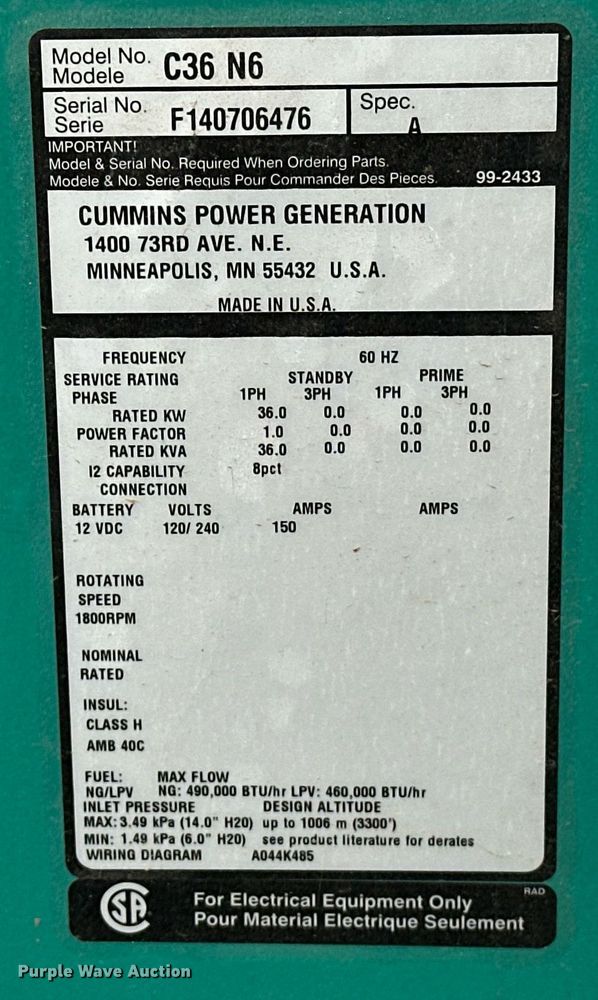 Model No. C36 N6
Modele
Serial No. F140706476 Spec. A
Serie
IMPORTANT!
Model & Serial No. Required When Ordering Parts.
Modele & No. Serie Requis Pour Commander Des Pieces. 99-2433
CUMMINS POWER GENERATION
1400 73RD AVE. N.E.
MINNEAPOLIS, MN 55432 U.S.A.
MADE IN U.S.A.
FREQUENCY 60 HZ
SERVICE RATING STANDBY PRIME
PHASE 1PH 3PH 1PH 3PH
RATED KW 36.0 0.0 0.0 0.0
POWER FACTOR 1.0 0.0 0.0 0.0
RATED KVA 36.0 0.0 0.0 0.0
I2 CAPABILITY 8pct
CONNECTION
BATTERY VOLTS AMPS AMPS
12 VDC 120/ 240 150
ROTATING
SPEED
1800RPM
NOMINAL
RATED
INSUL:
CLASS H
AMB 40C
FUEL: MAX FLOW
NG/LPV NG: 490,000 BTU/hr LPV: 460,000 BTU/hr
INLET PRESSURE DESIGN ALTITUDE
MAX: 3.49 kPa (14.0" H20) up to 1006 m (3300')
MIN: 1.49 kPa (6.0" H20) see product literature for derates
WIRING DIAGRAM A044K485
RAD
SA For Electrical Equipment Only
Pour Material Electrique Seulement
Purple Wave Auction